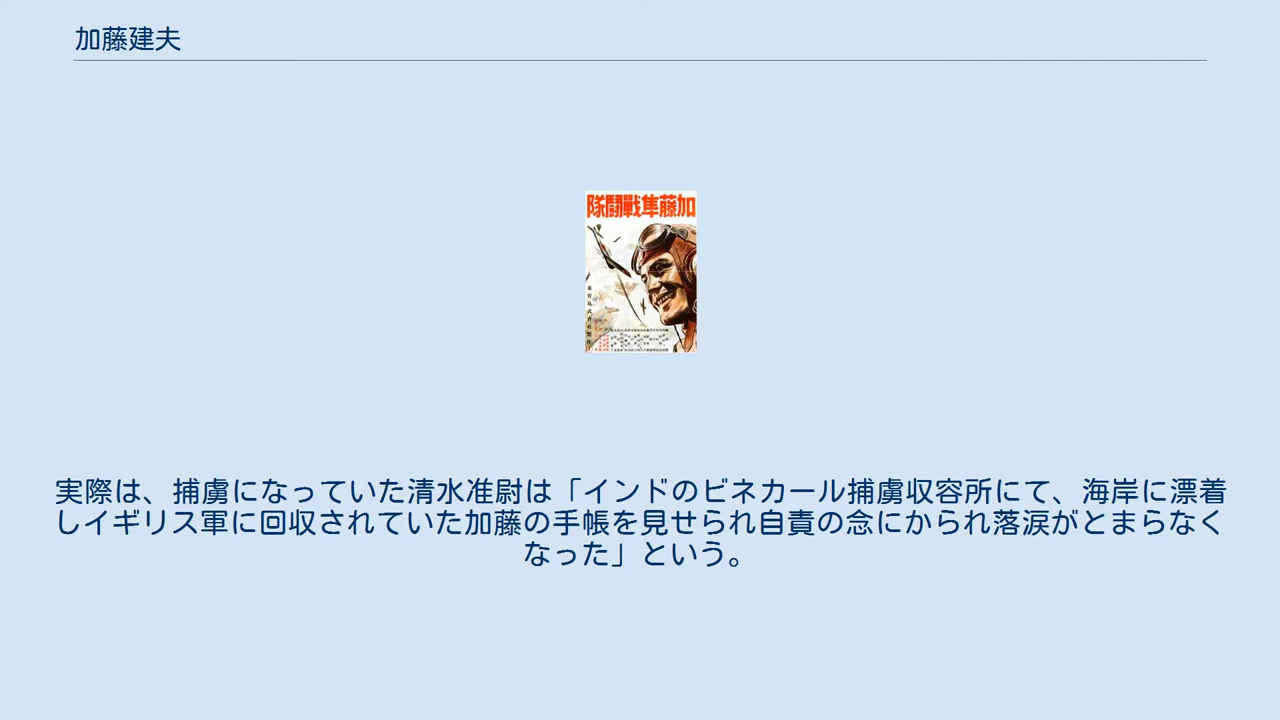 加藤建夫
加藤隼戰鬪隊
実際は、捕虜になっていた清水准尉は「インドのビネカール捕虜収容所にて、海岸に漂着
しイギリス軍に回収されていた加藤の手帳を見せられ自責の念にかられ落涙がとまらなく
なった」という。